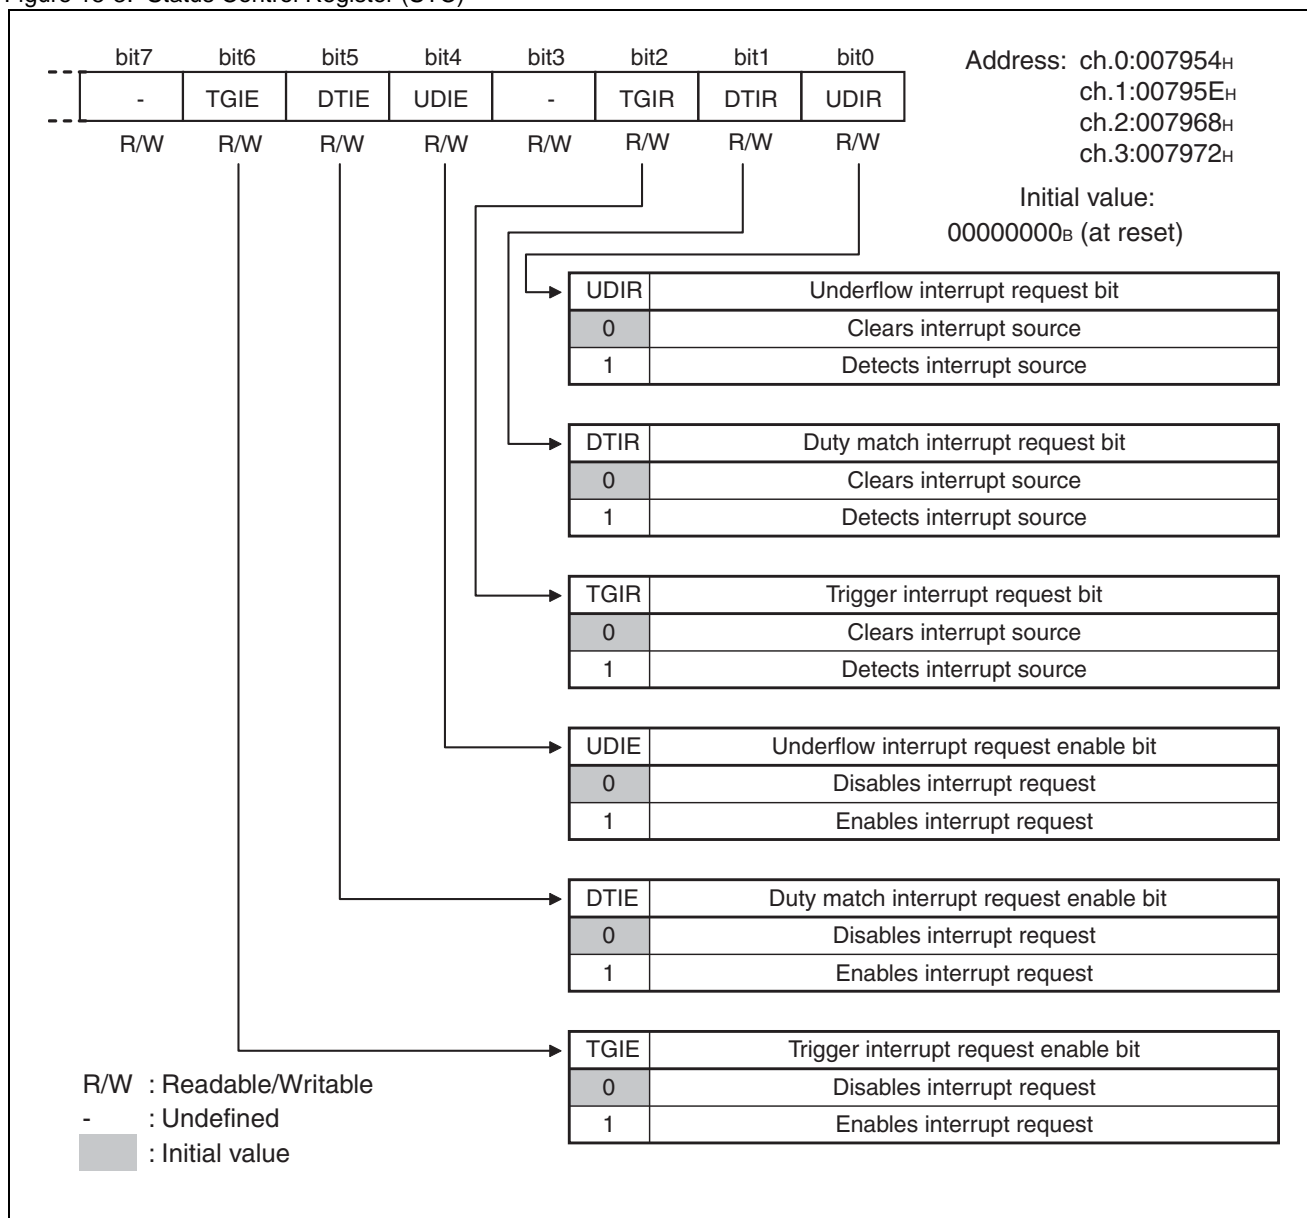 Figure 16-8. Status Control Register (STC)
bit7 bit6 bit5 bit4 bit3 bit2 bit1 bit0
- TGIE DTIE UDIE - TGIR DTIR UDIR
R/W R/W R/W R/W R/W R/W R/W R/W
Address: ch.0:007954H
ch.1:00795EH
ch.2:007968H
ch.3:007972H
Initial value:
00000000B (at reset)
UDIR Underflow interrupt request bit
0 Clears interrupt source
1 Detects interrupt source
DTIR Duty match interrupt request bit
0 Clears interrupt source
1 Detects interrupt source
TGIR Trigger interrupt request bit
0 Clears interrupt source
1 Detects interrupt source
UDIE Underflow interrupt request enable bit
0 Disables interrupt request
1 Enables interrupt request
DTIE Duty match interrupt request enable bit
0 Disables interrupt request
1 Enables interrupt request
TGIE Trigger interrupt request enable bit
0 Disables interrupt request
1 Enables interrupt request
R/W : Readable/Writable
- : Undefined
: Initial value